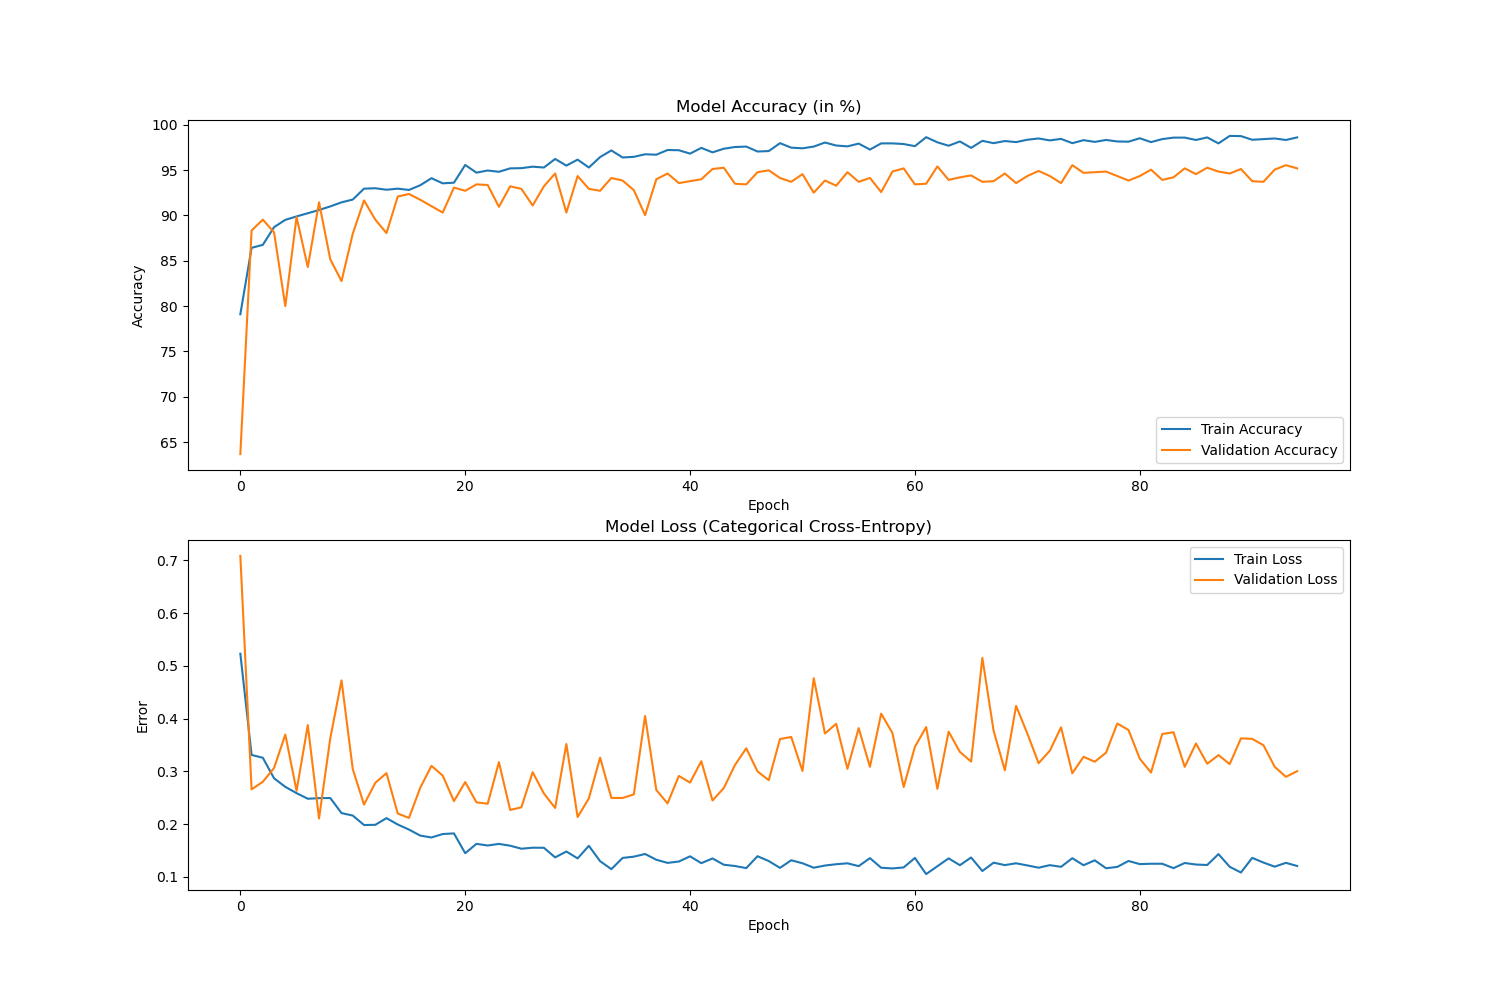 Model Accuracy (in %)
100
95
90
85
80
75
70
65
Accuracy
Train Accuracy
Validation Accuracy
0 20 40 60 80
Epoch
Model Loss (Categorical Cross-Entropy)
0.7
0.6
0.5
0.4
0.3
0.2
0.1
Error
Train Loss
Validation Loss
0 20 40 60 80
Epoch